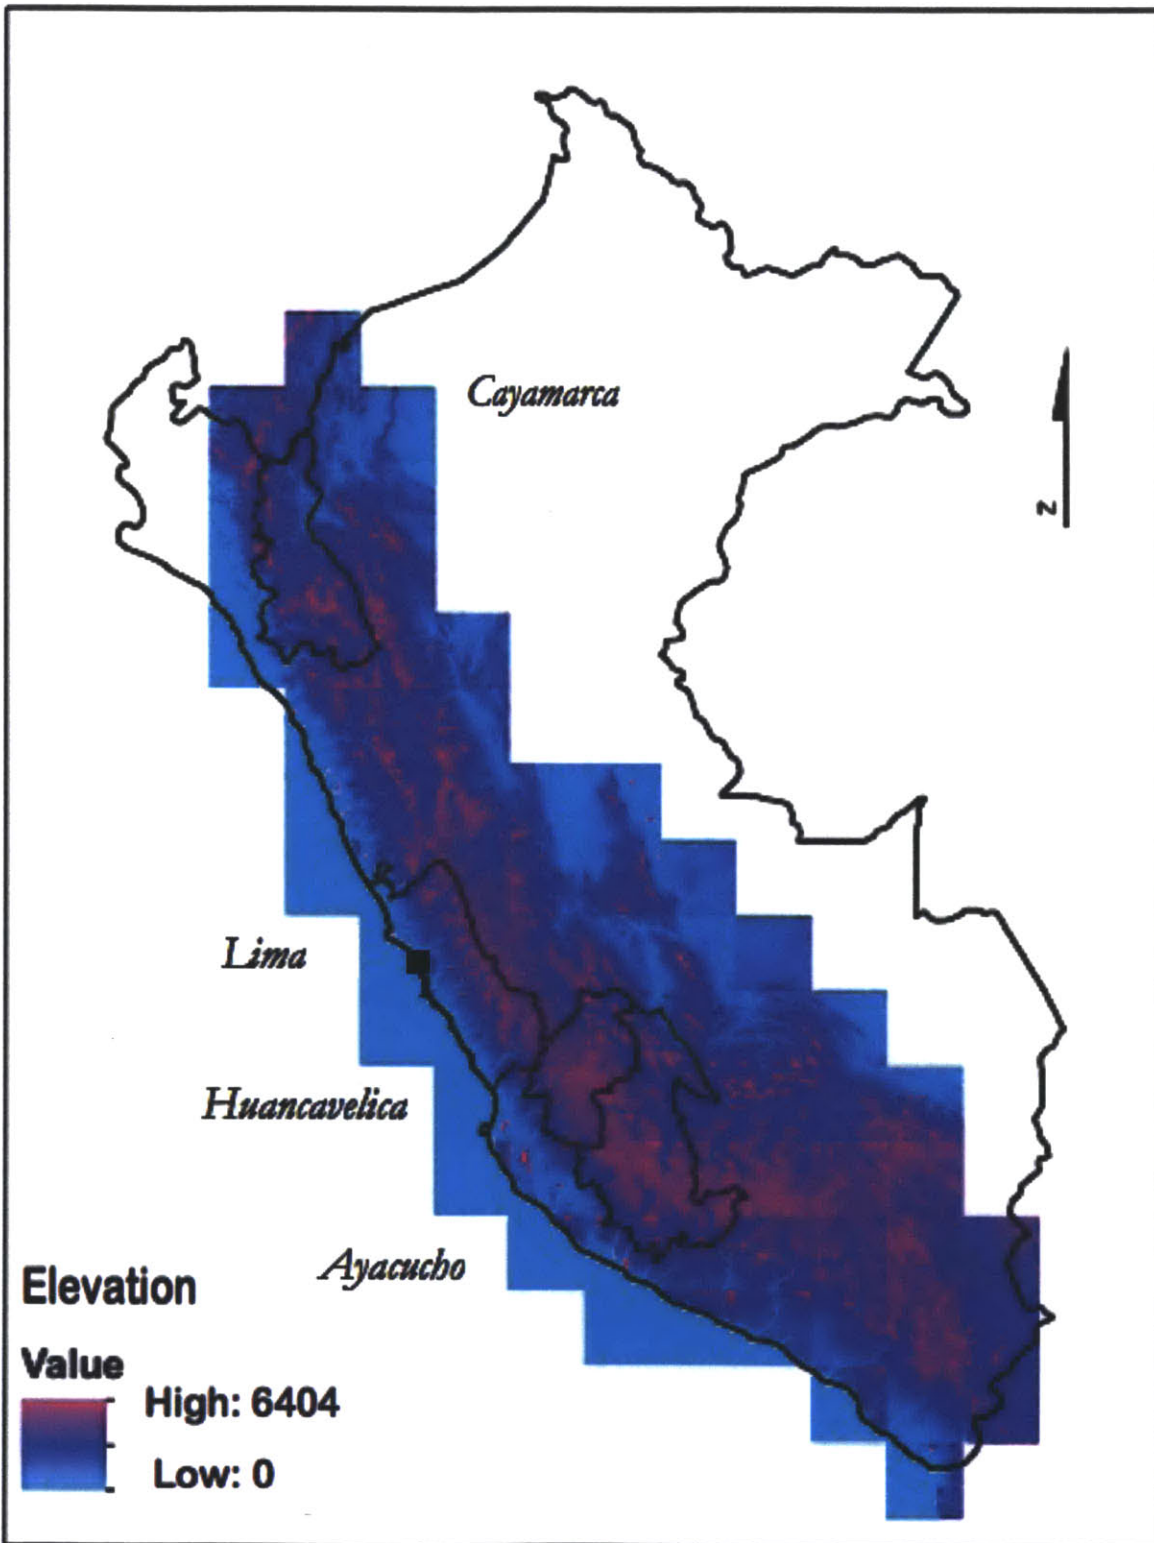 Cayamarca
N
Lima
Huancavelica
Ayacucho
Elevation
Value
High: 6404
Low: 0